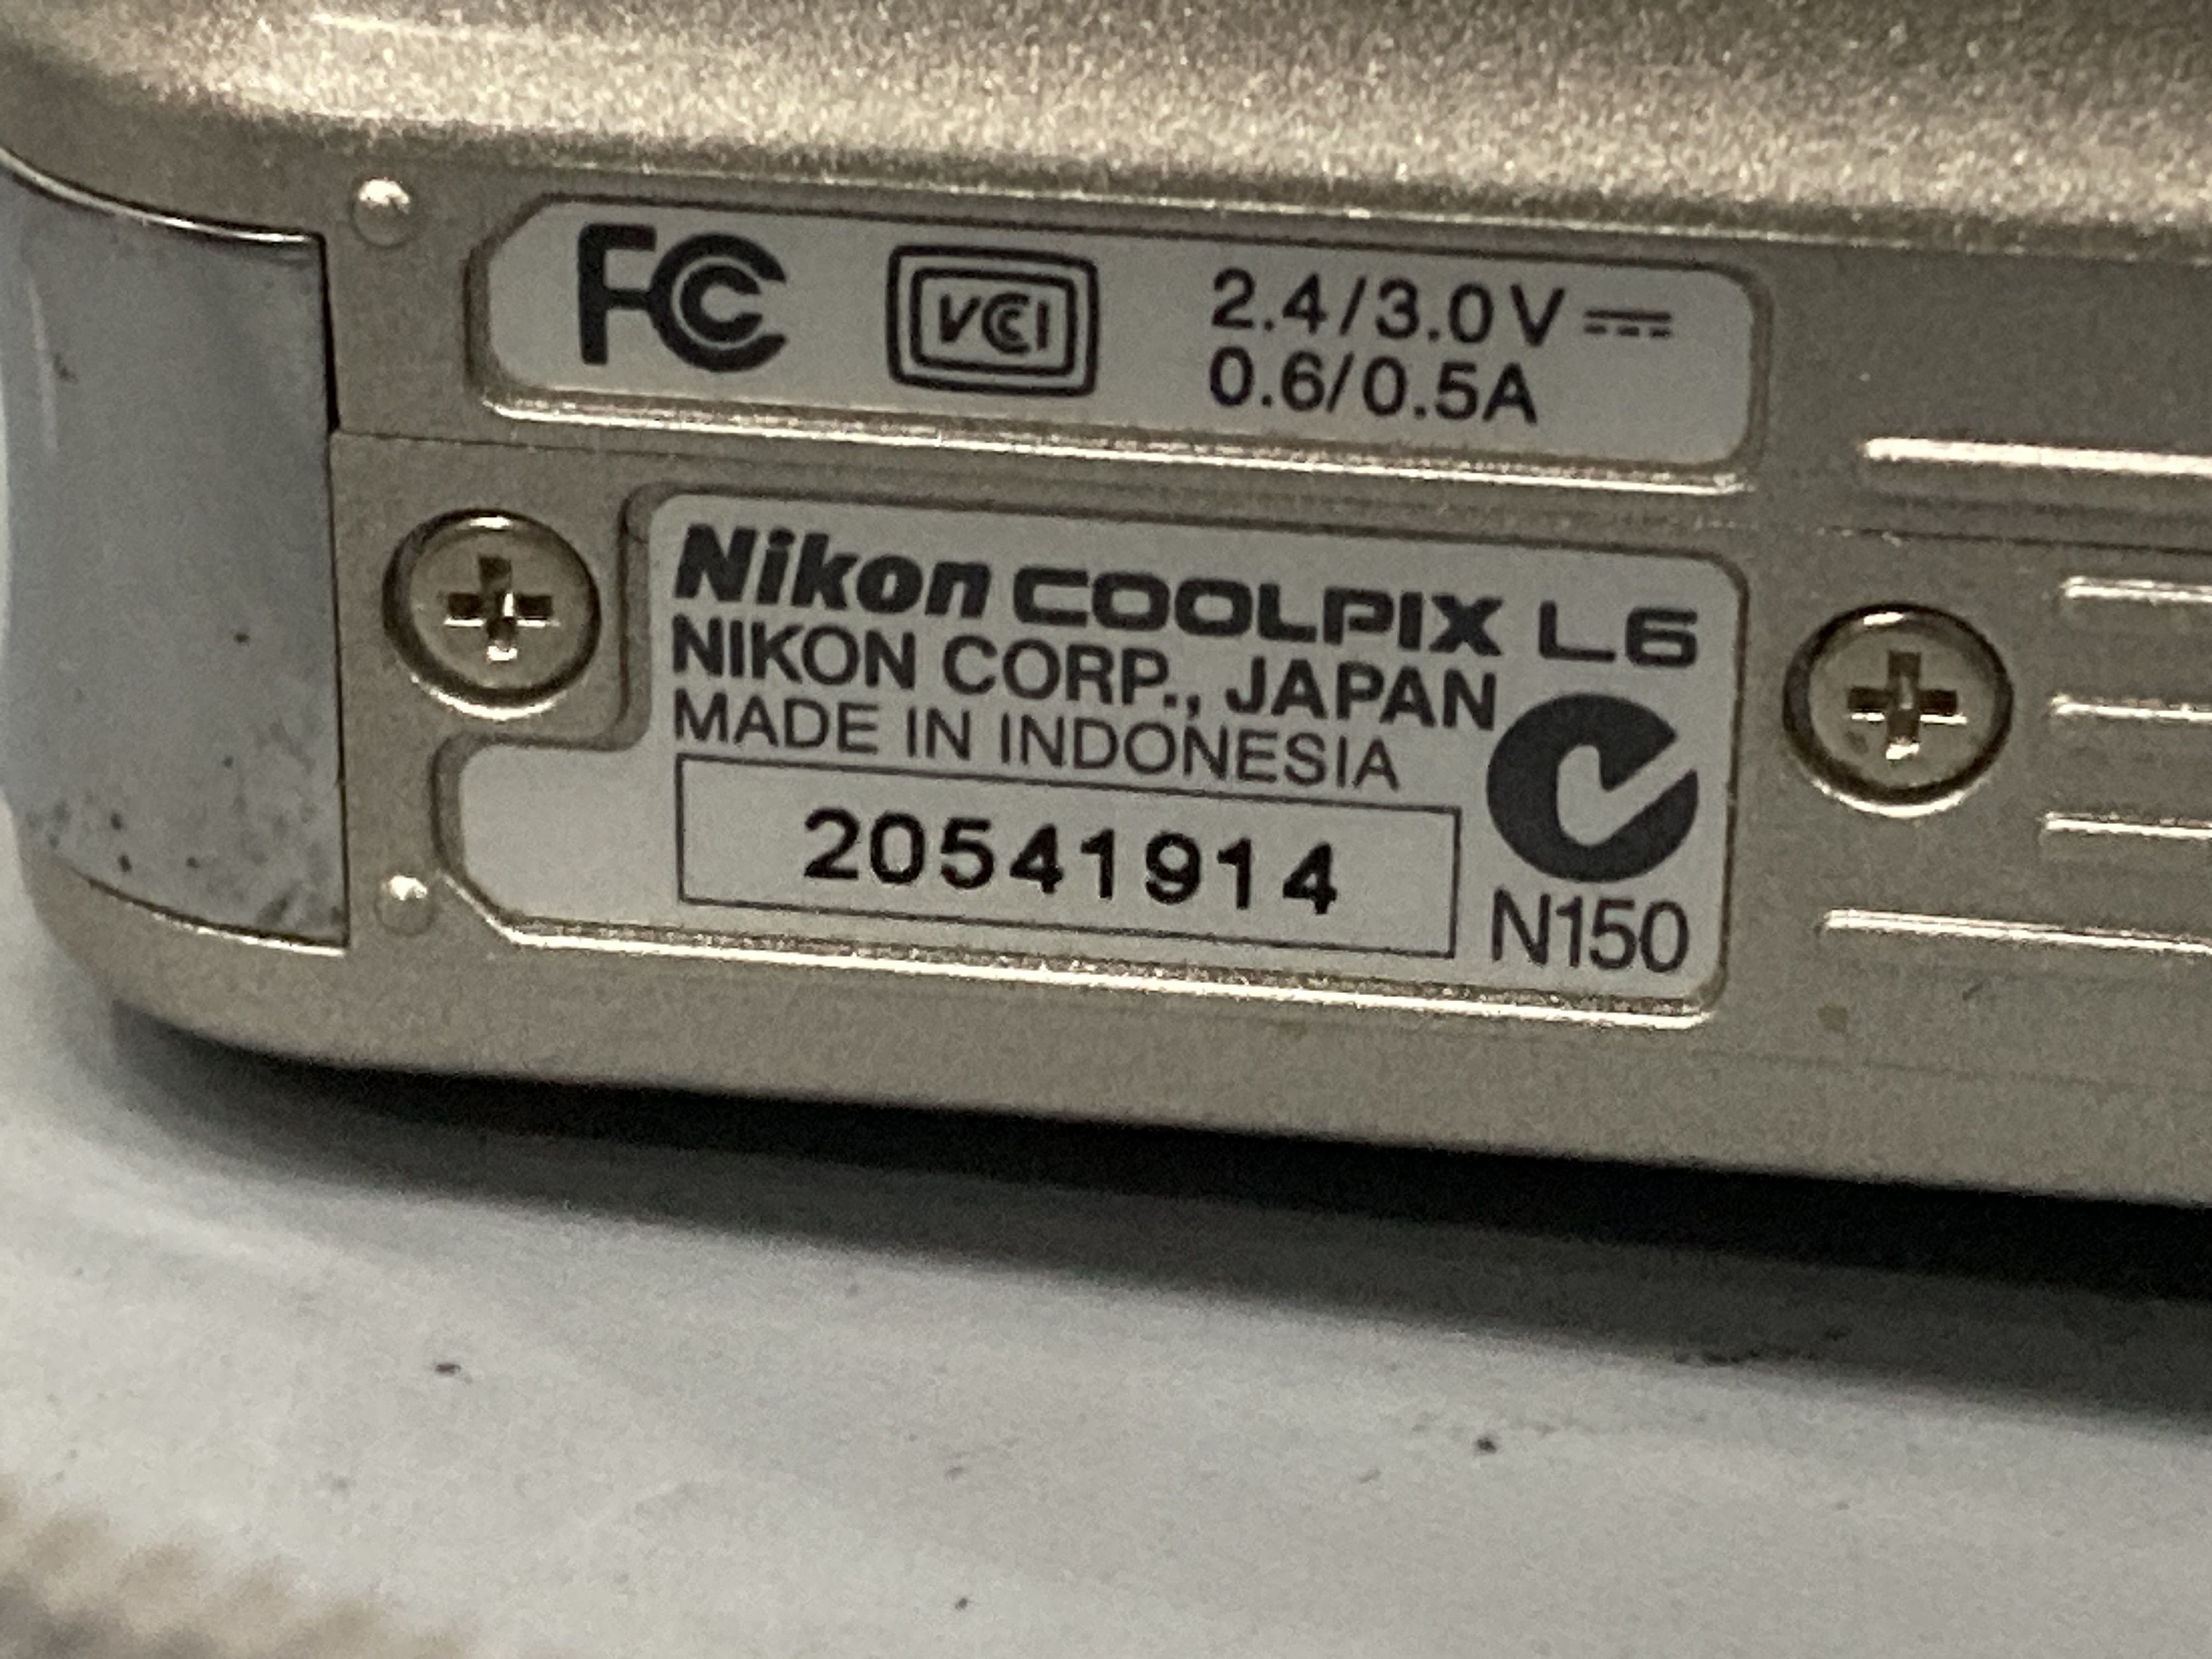 FC VCCI 2.4/3.0V
0.6/0.5A
Nikon COOLPIX L6
NIKON CORP., JAPAN
MADE IN INDONESIA
20541914
N150